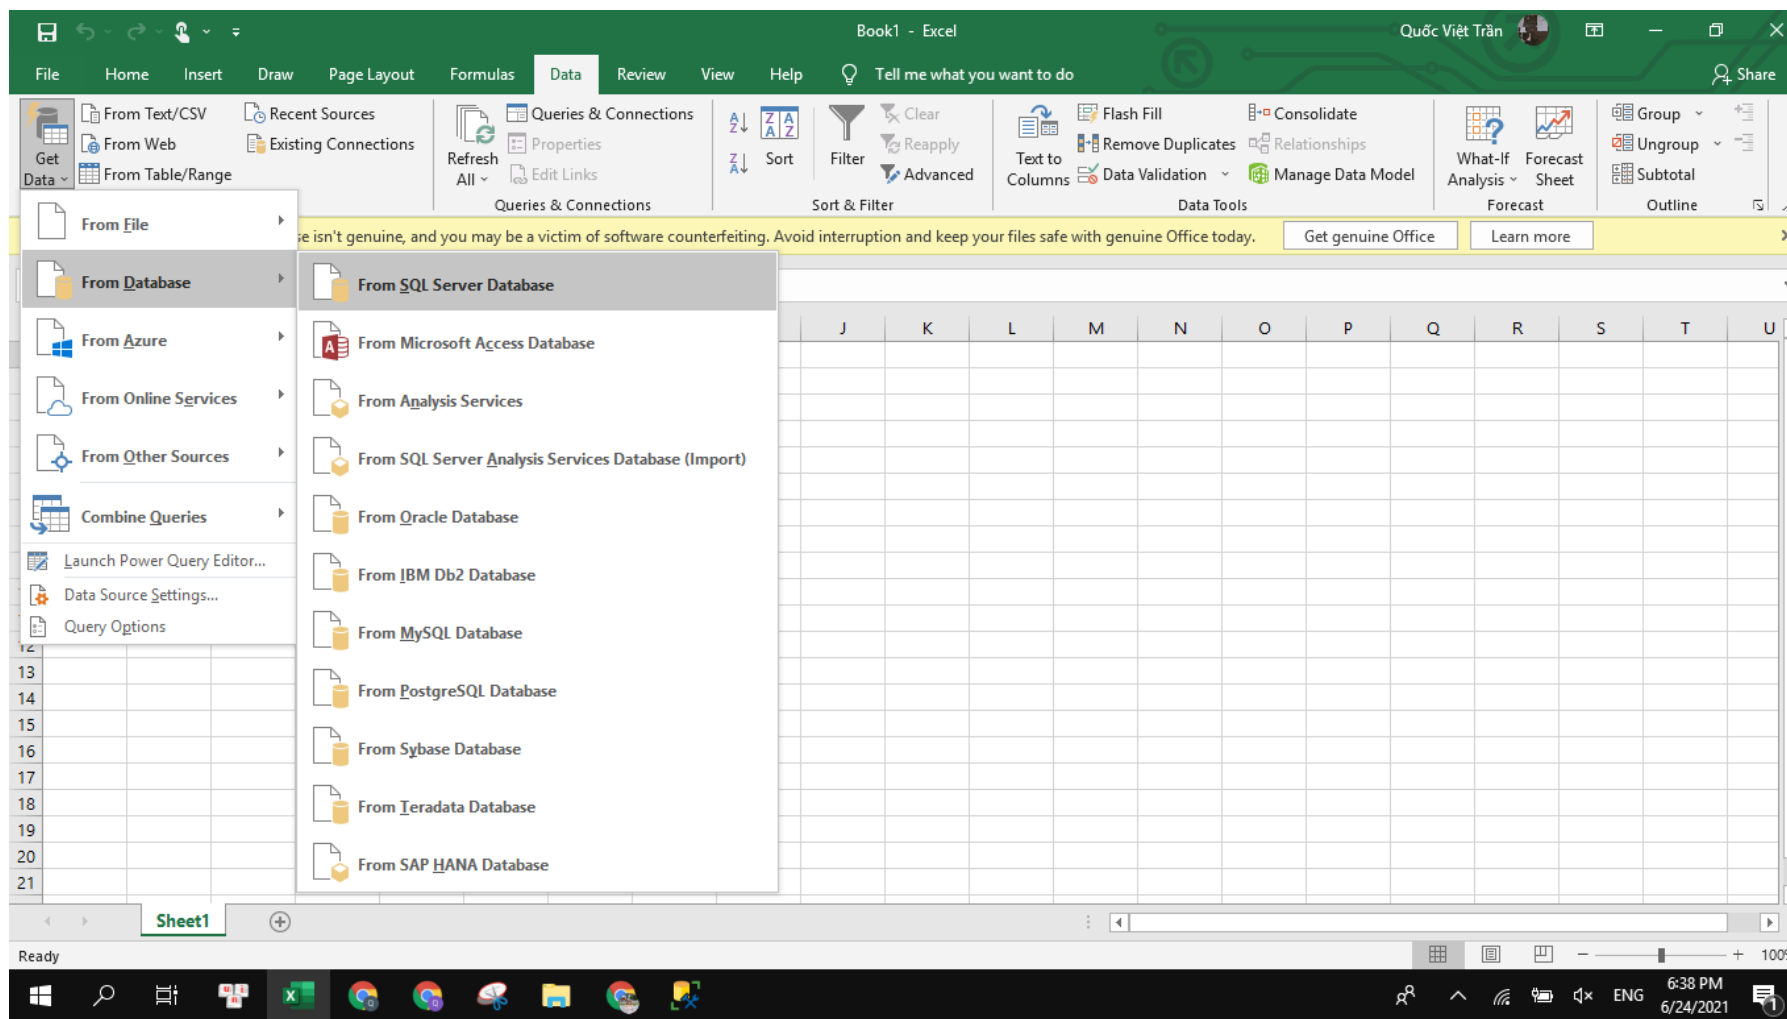 Book1 - Excel
Quốc Việt Trần
File Home Insert Draw Page Layout Formulas Data Review View Help Tell me what you want to do
Share
Get Data
From Text/CSV
From Web
From Table/Range
Recent Sources
Existing Connections
Refresh All
Queries & Connections
Properties
Edit Links
Queries & Connections
Sort
Filter
Clear
Reapply
Advanced
Sort & Filter
Text to Columns
Flash Fill
Remove Duplicates
Data Validation
Consolidate
Relationships
Manage Data Model
Data Tools
What-If Analysis
Forecast Sheet
Forecast
Group
Ungroup
Subtotal
Outline
isn't genuine, and you may be a victim of software counterfeiting. Avoid interruption and keep your files safe with genuine Office today.
Get genuine Office
Learn more
From File
From Database
From Azure
From Online Services
From Other Sources
Combine Queries
Launch Power Query Editor...
Data Source Settings...
Query Options
From SQL Server Database
From Microsoft Access Database
From Analysis Services
From SQL Server Analysis Services Database (Import)
From Oracle Database
From IBM Db2 Database
From MySQL Database
From PostgreSQL Database
From Sybase Database
From Teradata Database
From SAP HANA Database
J K L M N O P Q R S T U
12
13
14
15
16
17
18
19
20
21
Sheet1
Ready
100%
ENG
6:38 PM
6/24/2021
1